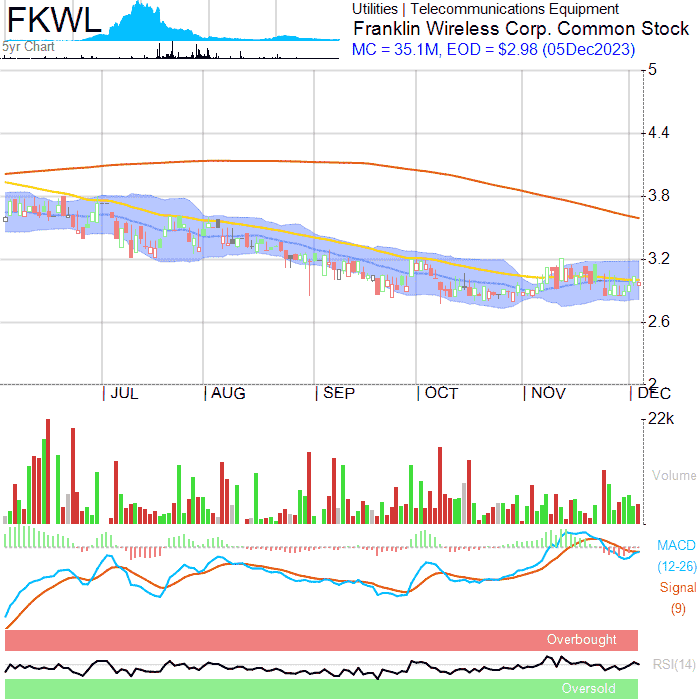 FKWL
5yr Chart
Utilities | Telecommunications Equipment
Franklin Wireless Corp. Common Stock
MC = 35.1M, EOD = $2.98 (05Dec2023)
5
4.4
3.8
3.2
2.6
2
| JUL | AUG | SEP | OCT | NOV | DEC
22k
Volume
MACD
(12-26)
Signal
(9)
Overbought
RSI(14)
Oversold